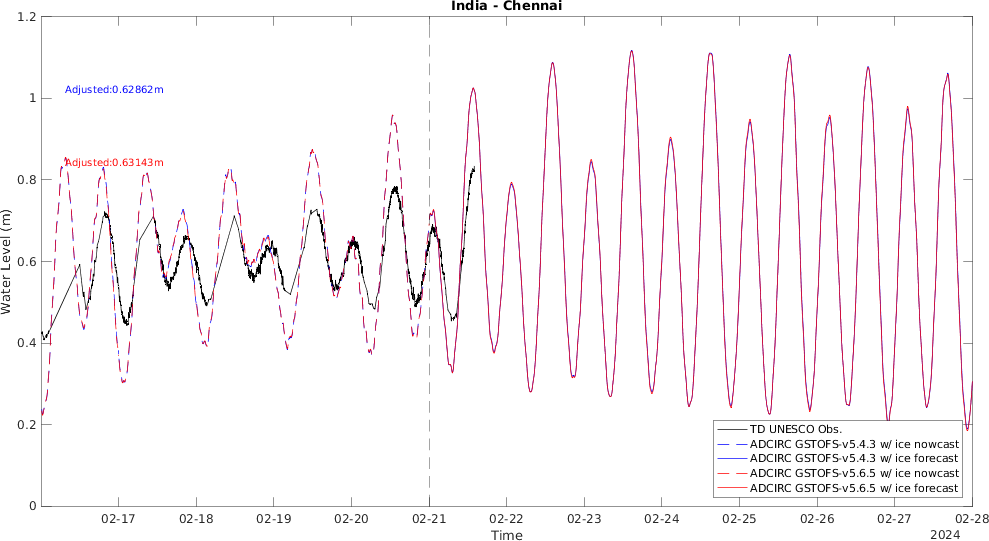 India - Chennai
Water Level (m)
1.2
1
0.8
0.6
0.4
0.2
0
Adjusted:0.62862m
Adjusted:0.63143m
TD UNESCO Obs.
ADCIRC GSTOFS-v5.4.3 w/ ice nowcast
ADCIRC GSTOFS-v5.4.3 w/ ice forecast
ADCIRC GSTOFS-v5.6.5 w/ ice nowcast
ADCIRC GSTOFS-v5.6.5 w/ ice forecast
02-17 02-18 02-19 02-20 02-21 02-22 02-23 02-24 02-25 02-26 02-27 02-28
Time
2024